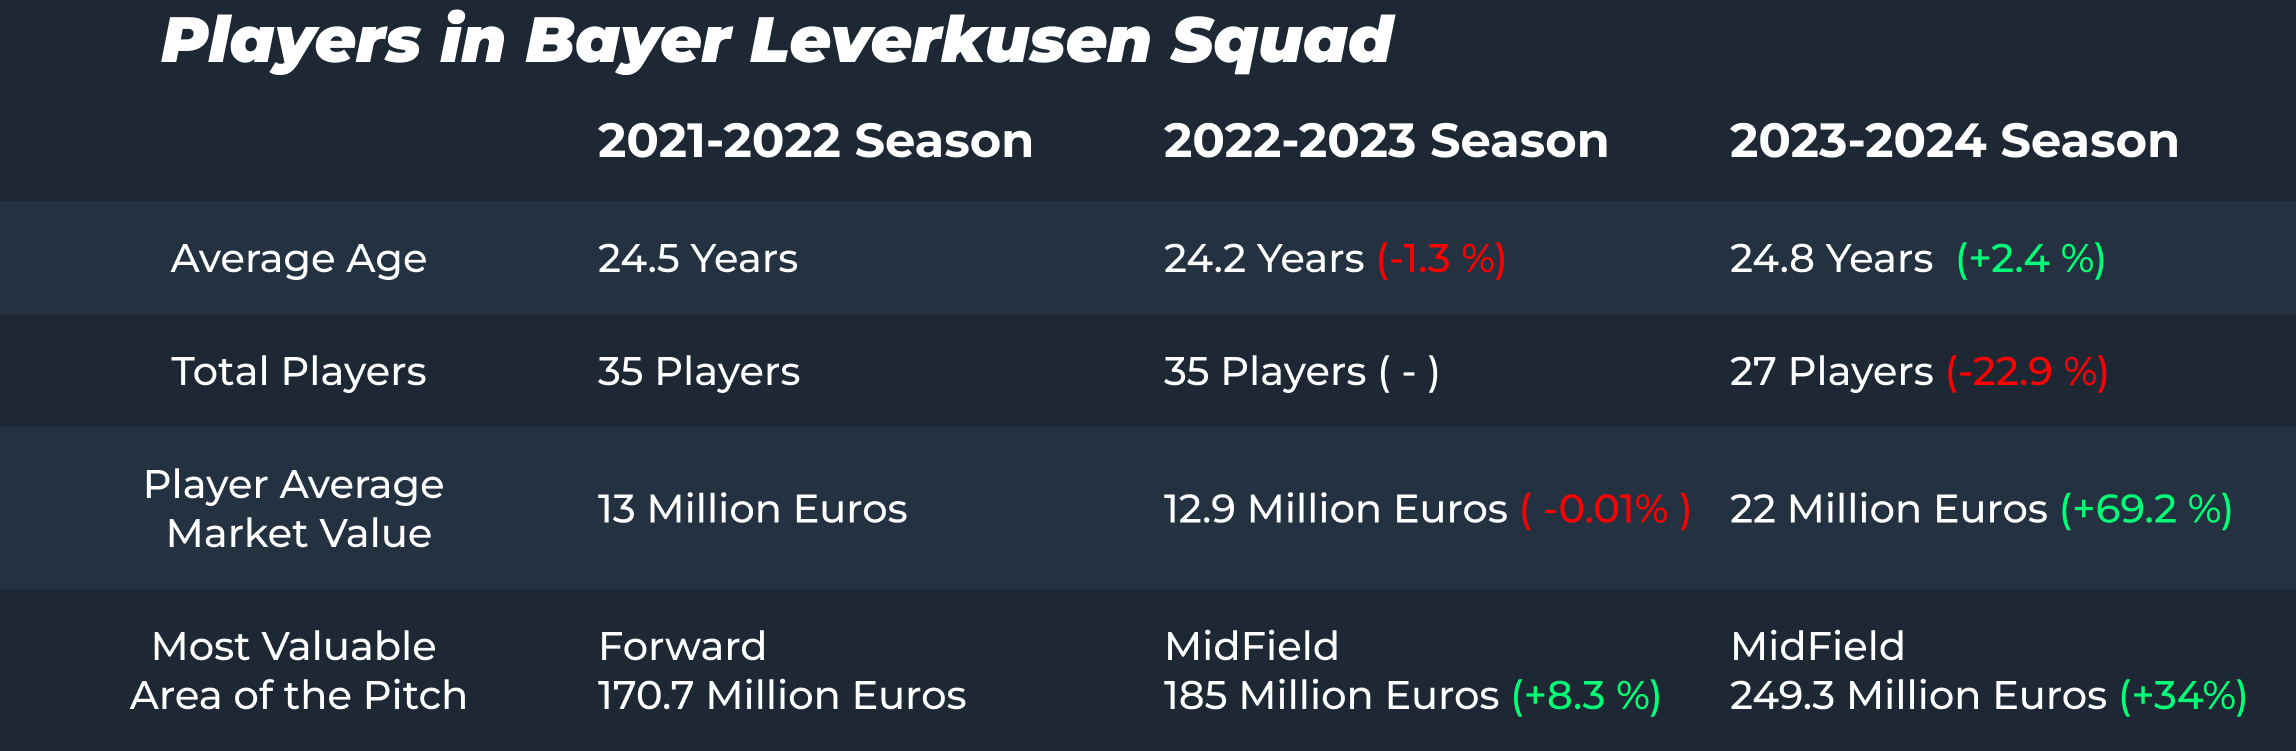 Players in Bayer Leverkusen Squad
2021-2022 Season 2022-2023 Season 2023-2024 Season
Average Age 24.5 Years 24.2 Years (-1.3 %) 24.8 Years (+2.4 %)
Total Players 35 Players 35 Players ( - ) 27 Players (-22.9 %)
Player Average
Market Value
13 Million Euros 12.9 Million Euros ( -0.01% ) 22 Million Euros (+69.2 %)
Most Valuable Forward MidField MidField
Area of the Pitch 170.7 Million Euros 185 Million Euros (+8.3 %) 249.3 Million Euros (+34%)